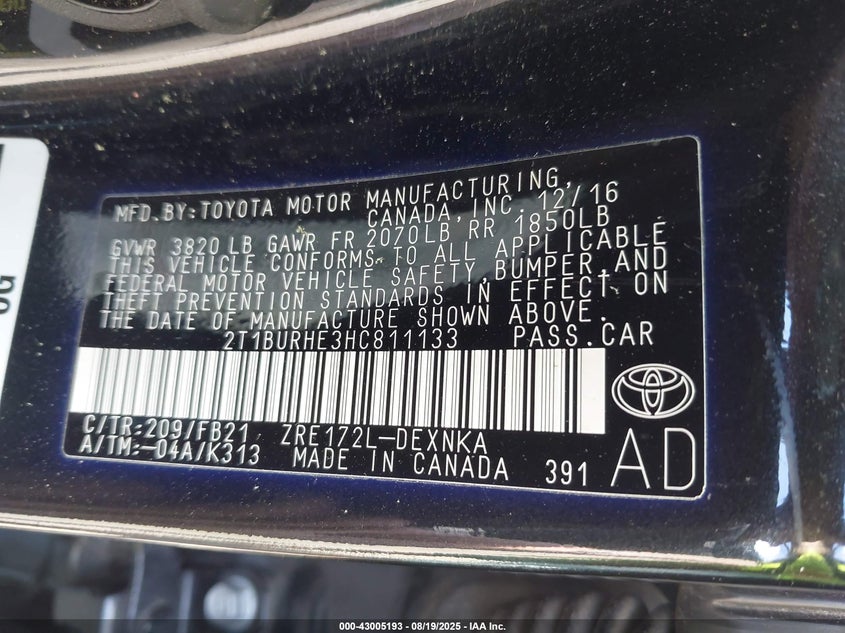 MFD. BY: TOYOTA MOTOR MANUFACTURING,
CANADA, INC. 12/16
GVWR 3820 LB GAWR FR 2070LB, RR 1850LB
THIS VEHICLE CONFORMS TO ALL APPLICABLE
FEDERAL MOTOR VEHICLE SAFETY, BUMPER, AND
THEFT PREVENTION STANDARDS IN EFFECT ON
THE DATE OF MANUFACTURE SHOWN ABOVE.
2T1BURHE3HC811133 PASS.CAR
C/TR:209/FB21 ZRE172L-DEXNKA
A/TM:-04A/K313 MADE IN CANADA 391 AD
000-43005193 - 08/19/2025 - IAA Inc.